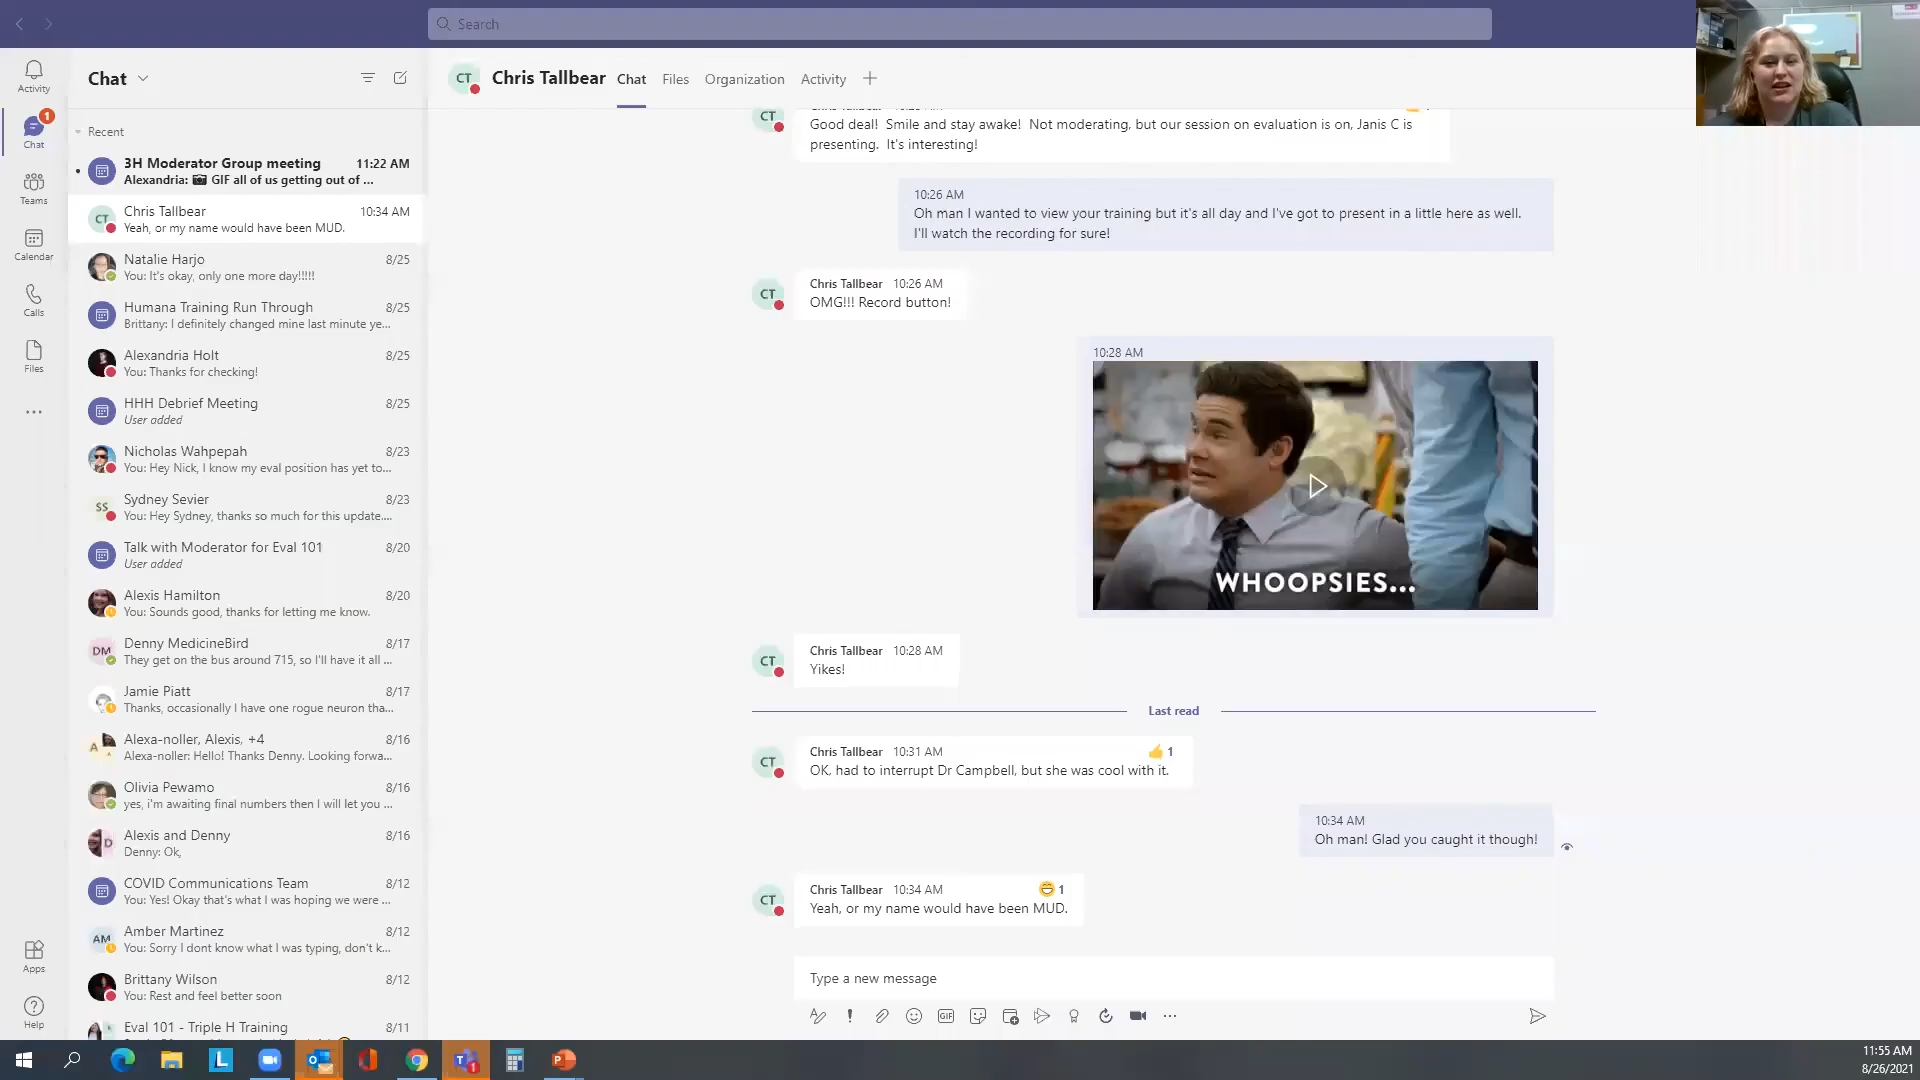 Search
Activity
Chat
1
Teams
Calendar
Calls
Files
Apps
Help
Chat
Recent
3H Moderator Group meeting 11:22 AM
Alexandria: GIF all of us getting out of ...
CT
Chris Tallbear 10:34 AM
Yeah, or my name would have been MUD.
Natalie Harjo 8/25
You: It's okay, only one more day!!!!!
Humana Training Run Through 8/25
Brittany: I definitely changed mine last minute ye...
Alexandria Holt 8/25
You: Thanks for checking!
HHH Debrief Meeting 8/25
User added
Nicholas Wahpepah 8/23
You: Hey Nick, I know my eval position has yet to...
SS
Sydney Sevier 8/23
You: Hey Sydney, thanks so much for this update....
Talk with Moderator for Eval 101 8/20
User added
Alexis Hamilton 8/20
You: Sounds good, thanks for letting me know.
DM
Denny MedicineBird 8/17
They get on the bus around 715, so I'll have it all ...
Jamie Piatt 8/17
Thanks, occasionally I have one rogue neuron tha...
A
Alexa-noller, Alexis, +4 8/16
Alexa-noller: Hello! Thanks Denny. Looking forwa...
Olivia Pewamo 8/16
yes, i'm awaiting final numbers then I will let you ...
D
Alexis and Denny 8/16
Denny: Ok,
COVID Communications Team 8/12
You: Yes! Okay that's what I was hoping we were ...
AM
Amber Martinez 8/12
You: Sorry I dont know what I was typing, don't k...
Brittany Wilson 8/12
You: Rest and feel better soon
Eval 101 - Triple H Training 8/11
CT
Chris Tallbear Chat Files Organization Activity
CT
Good deal! Smile and stay awake! Not moderating, but our session on evaluation is on, Janis C is
presenting. It's interesting!
10:26 AM
Oh man I wanted to view your training but it's all day and I've got to present in a little here as well.
I'll watch the recording for sure!
CT
Chris Tallbear 10:26 AM
OMG!!! Record button!
10:28 AM
WHOOPSIES...
CT
Chris Tallbear 10:28 AM
Yikes!
Last read
CT
Chris Tallbear 10:31 AM 👍 1
OK, had to interrupt Dr Campbell, but she was cool with it.
10:34 AM
Oh man! Glad you caught it though!
CT
Chris Tallbear 10:34 AM 😁 1
Yeah, or my name would have been MUD.
Type a new message
GIF
11:55 AM
8/26/2021